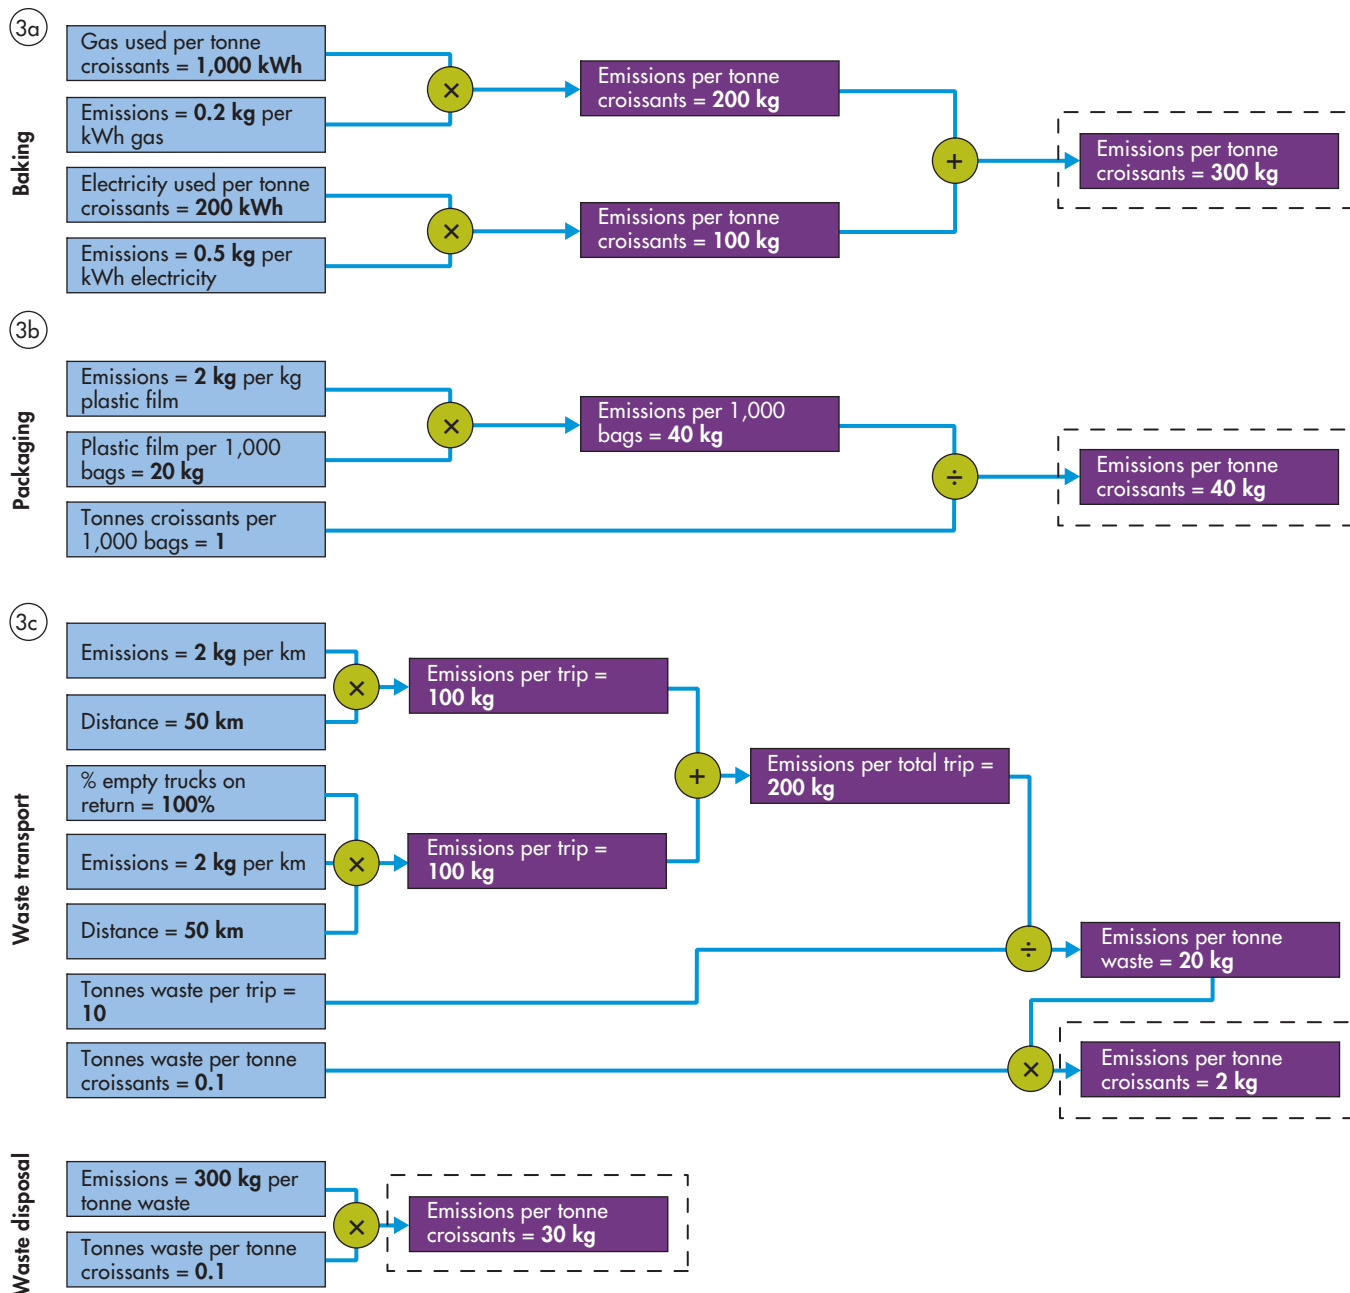 3a
Baking
Gas used per tonne
croissants = 1,000 kWh
Emissions = 0.2 kg per
kWh gas
×
Emissions per tonne
croissants = 200 kg
Electricity used per tonne
croissants = 200 kWh
Emissions = 0.5 kg per
kWh electricity
×
Emissions per tonne
croissants = 100 kg
+
Emissions per tonne
croissants = 300 kg
3b
Packaging
Emissions = 2 kg per kg
plastic film
Plastic film per 1,000
bags = 20 kg
×
Emissions per 1,000
bags = 40 kg
Tonnes croissants per
1,000 bags = 1
÷
Emissions per tonne
croissants = 40 kg
3c
Waste transport
Emissions = 2 kg per km
Distance = 50 km
×
Emissions per trip =
100 kg
% empty trucks on
return = 100%
Emissions = 2 kg per km
Distance = 50 km
×
Emissions per trip =
100 kg
+
Emissions per total trip =
200 kg
Tonnes waste per trip =
10
÷
Emissions per tonne
waste = 20 kg
Tonnes waste per tonne
croissants = 0.1
×
Emissions per tonne
croissants = 2 kg
Waste disposal
Emissions = 300 kg per
tonne waste
Tonnes waste per tonne
croissants = 0.1
×
Emissions per tonne
croissants = 30 kg